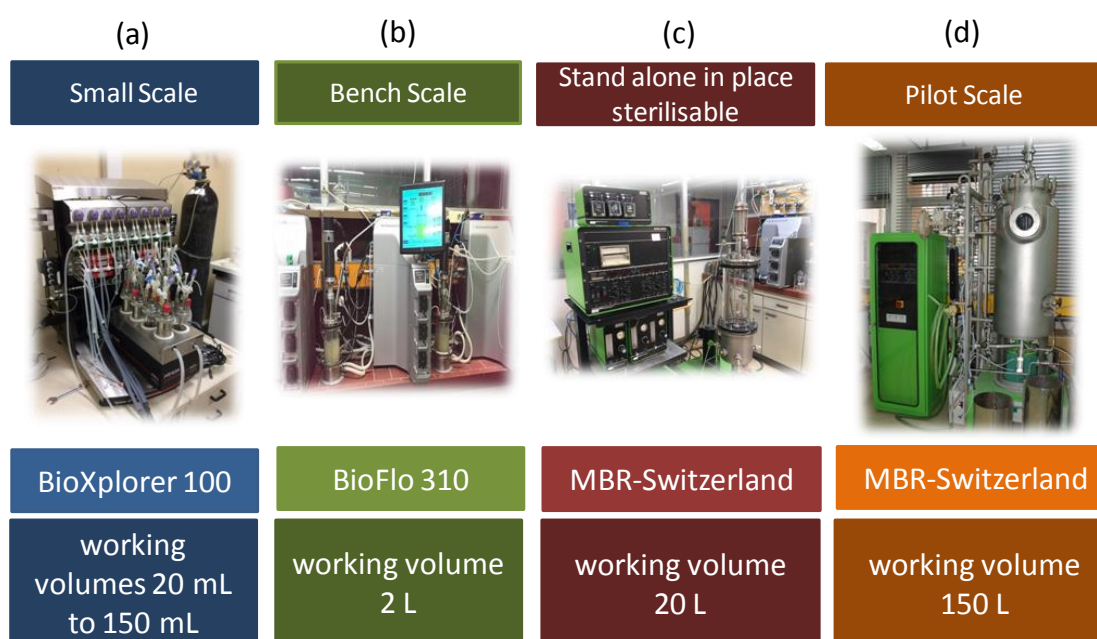 (a)
(b)
(c)
(d)
Small Scale
Bench Scale
Stand alone in place
sterilisable
Pilot Scale
BioXplorer 100
BioFlo 310
MBR-Switzerland
MBR-Switzerland
working
volumes 20 mL
to 150 mL
working volume
2 L
working volume
20 L
working volume
150 L